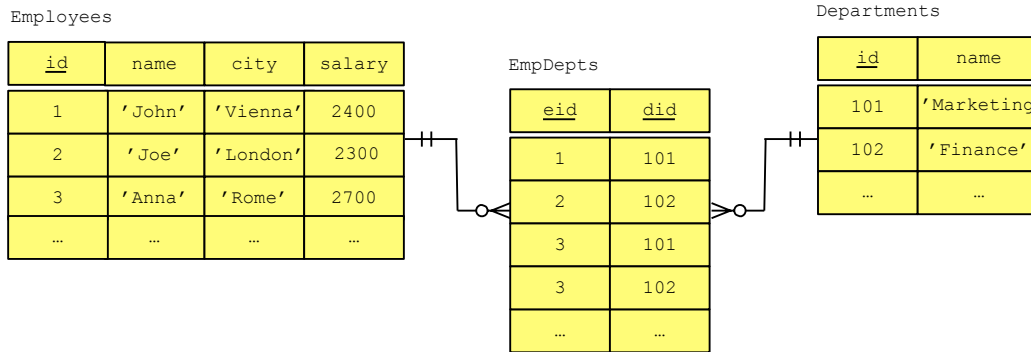 Employees
id name city salary
1 ’John’ ’Vienna’ 2400
2 ’Joe’ ’London’ 2300
3 ’Anna’ ’Rome’ 2700
… … … …
EmpDepts
eid did
1 101
2 102
3 101
3 102
… …
Departments
id name
101 ’Marketing
102 ’Finance’
… …